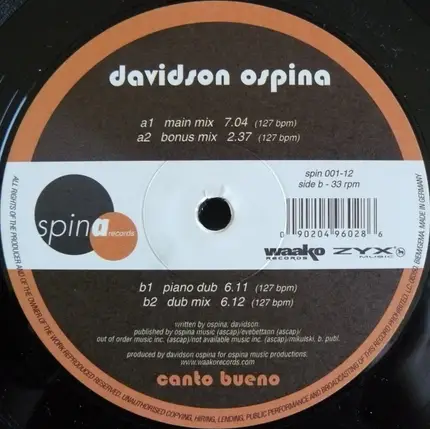 davidson ospina
a1 main mix 7.04 (127 bpm)
a2 bonus mix 2.37 (127 bpm)
spin 001-12
side b - 33 rpm
spina
records
0 90204 96028 6
waako
RECORDS
ZYX
MUSIC
b1 piano dub 6.11 (127 bpm)
b2 dub mix 6.12 (127 bpm)
written by ospina; davidson.
published by ospina music (ascap)/evebettann (ascap)/
out of order music inc. (ascap)/not available music inc. (ascap)/mikulski, b. publ.
produced by davidson ospina for ospina music productions.
www.waakorecords.com
canto bueno
ALL RIGHTS OF THE PRODUCER AND OF THE OWNER OF THE WORK REPRODUCED RESERVED. UNAUTHORISED COPYING, HIRING, LENDING, PUBLIC PERFORMANCE AND BROADCASTING OF THIS RECORD PROHIBITED. BIEM/GEMA. MADE IN GERMANY